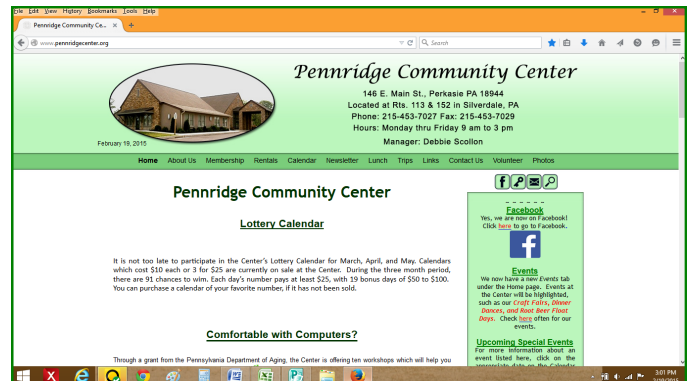 File Edit View History Bookmarks Tools Help
Pennridge Community Ce... × +
www.pennridgecenter.org
Search
Pennridge Community Center
146 E. Main St., Perkasie PA 18944
Located at Rts. 113 & 152 in Silverdale, PA
Phone: 215-453-7027 Fax: 215-453-7029
Hours: Monday thru Friday 9 am to 3 pm
Manager: Debbie Scollon
February 19, 2015
Home About Us Membership Rentals Calendar Newsletter Lunch Trips Links Contact Us Volunteer Photos
Pennridge Community Center
Lottery Calendar
It is not too late to participate in the Center's Lottery Calendar for March, April, and May. Calendars
which cost $10 each or 3 for $25 are currently on sale at the Center. During the three month period,
there are 91 chances to wim. Each day's number pays at least $25, with 19 bonus days of $50 to $100.
You can purchase a calendar of your favorite number, if it has not been sold.
Comfortable with Computers?
Through a grant from the Pennsylvania Department of Aging, the Center is offering ten workshops which will help you
Facebook
Yes, we are now on Facebook!
Click here to go to Facebook.
Events
We now have a new Events tab
under the Home page. Events at
the Center will be highlighted,
such as our Craft Fairs, Dinner
Dances, and Root Beer Float
Days. Check here often for our
events.
Upcoming Special Events
For more information about an
event listed here, click on the
appropriate date on the Calendar
3:01 PM
2/19/2015